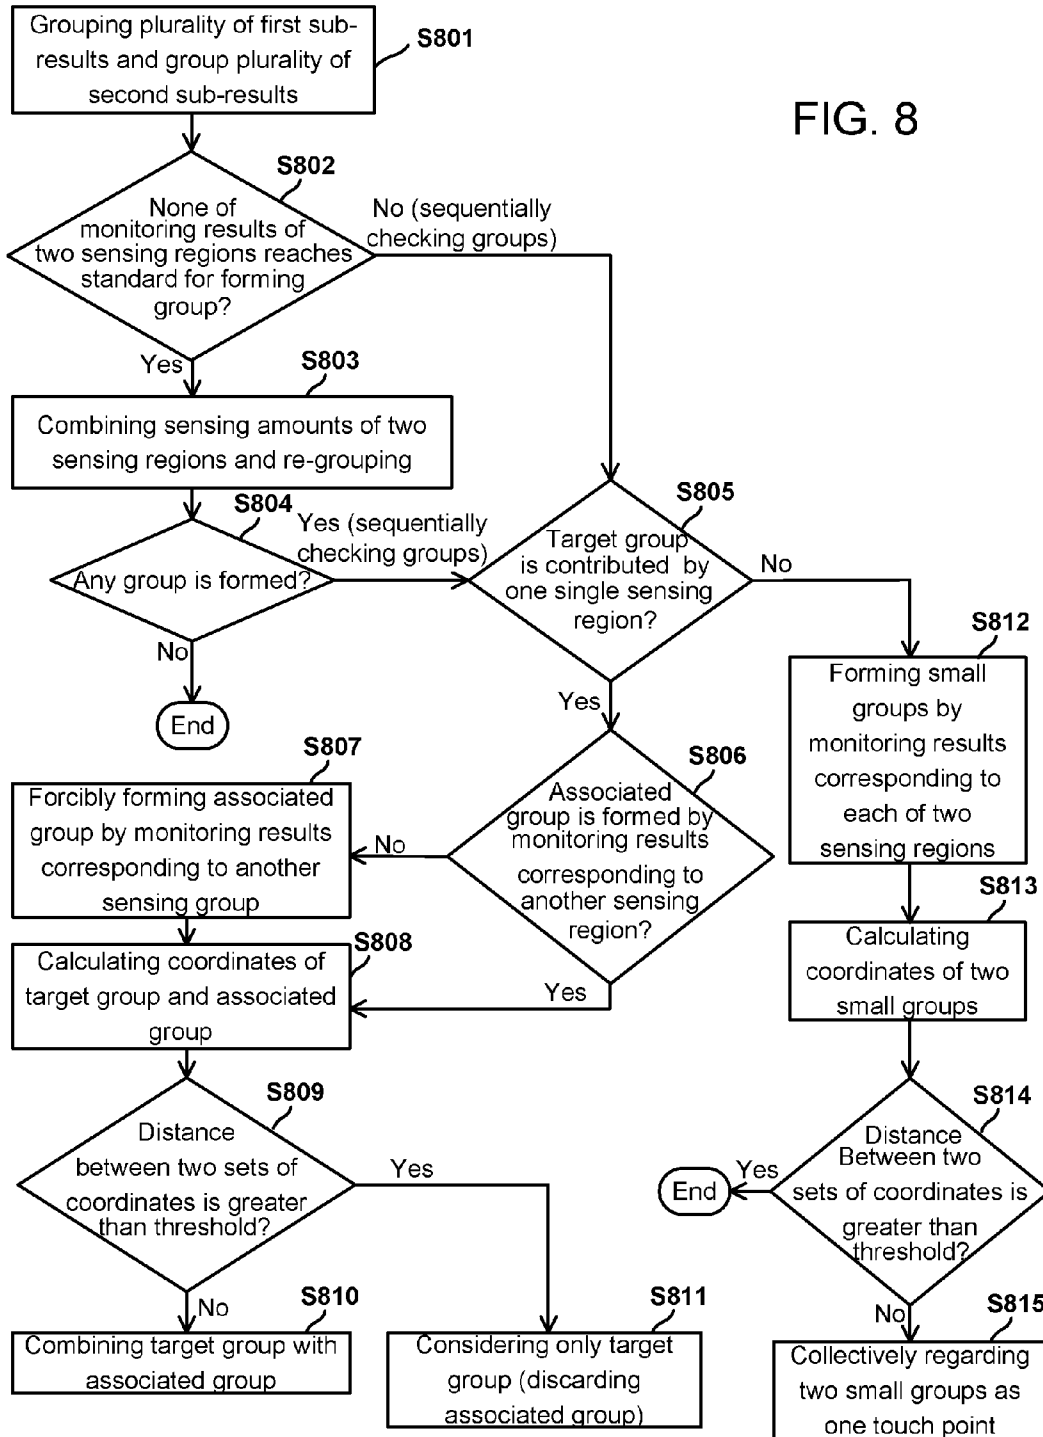 Grouping plurality of first sub-
results and group plurality of
second sub-results
S801
FIG. 8
S802
None of
monitoring results of
two sensing regions reaches
standard for forming
group?
No (sequentially
checking groups)
Yes
S803
Combining sensing amounts of two
sensing regions and re-grouping
S804
Any group is formed?
Yes (sequentially
checking groups)
No
End
S805
Target group
is contributed by
one single sensing
region?
No
Yes
S812
Forming small
groups by
monitoring results
corresponding to
each of two
sensing regions
S806
Associated
group is formed by
monitoring results
corresponding to
another sensing
region?
No
Yes
S807
Forcibly forming associated
group by monitoring results
corresponding to another
sensing group
S808
Calculating coordinates of
target group and associated
group
S813
Calculating
coordinates of two
small groups
S809
Distance
between two sets of
coordinates is greater
than threshold?
Yes
No
S814
Distance
Between two
sets of coordinates is
greater than
threshold?
Yes
End
No
S810
Combining target group with
associated group
S811
Considering only target
group (discarding
associated group)
S815
Collectively regarding
two small groups as
one touch point